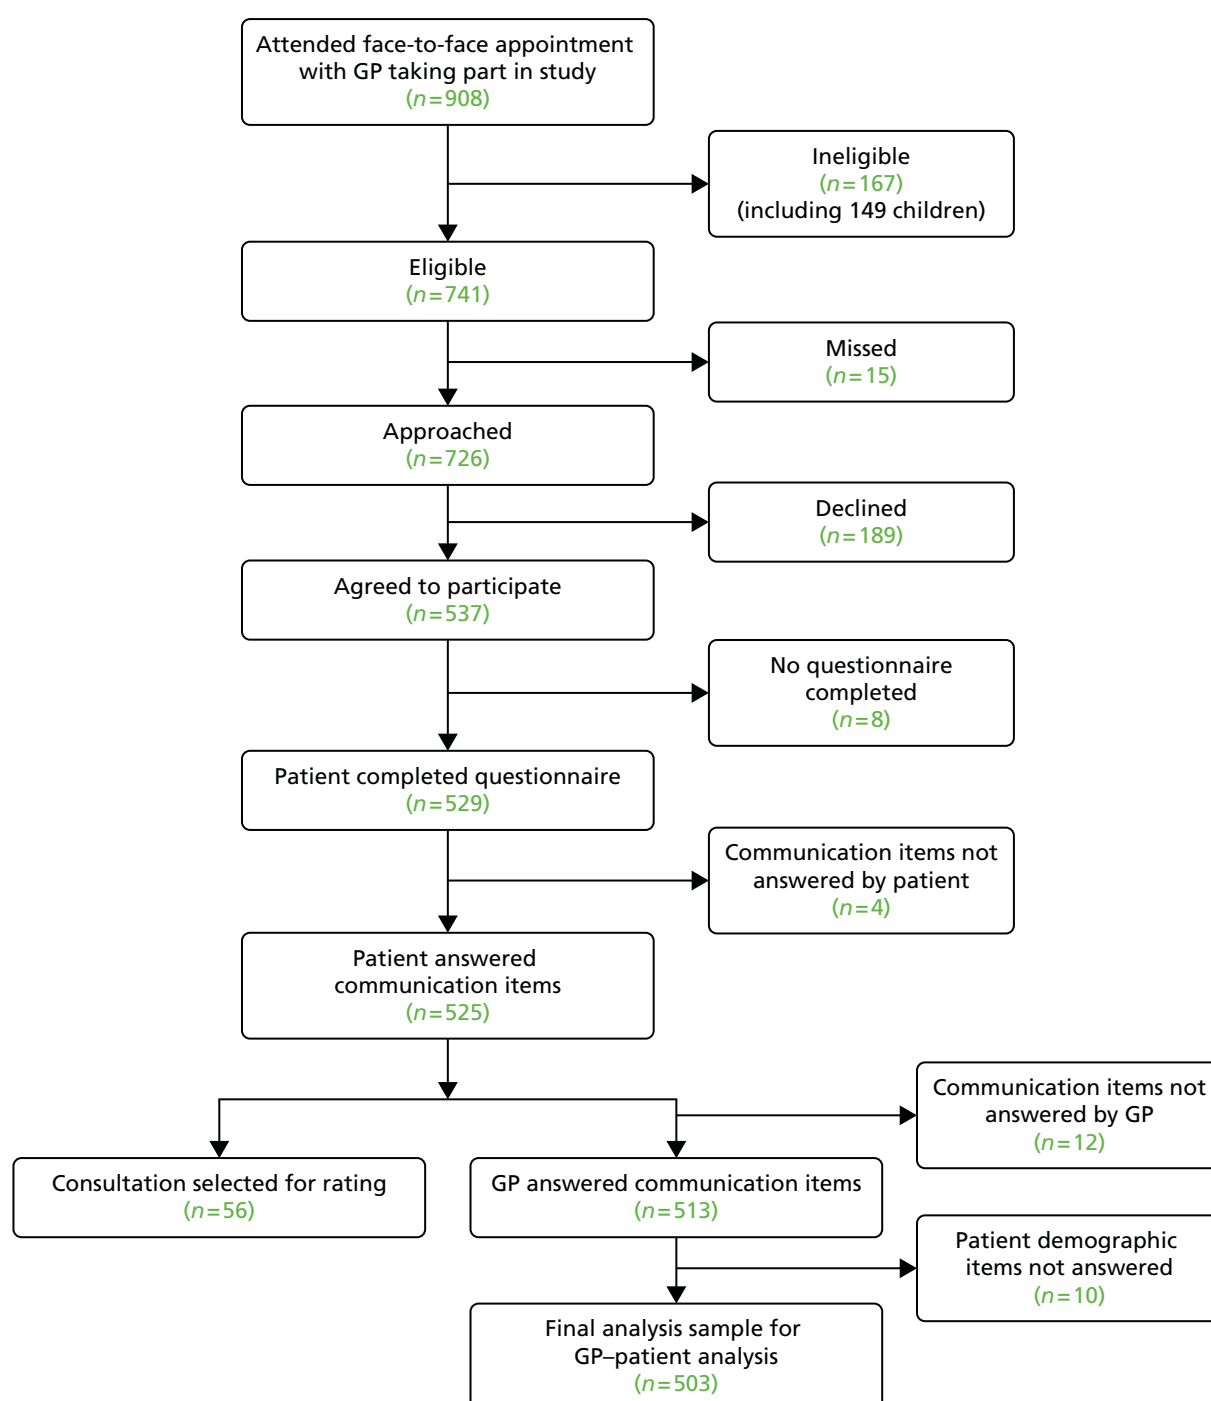 Attended face-to-face appointment
with GP taking part in study
(n=908)
Ineligible
(n=167)
(including 149 children)
Eligible
(n=741)
Missed
(n=15)
Approached
(n=726)
Declined
(n=189)
Agreed to participate
(n=537)
No questionnaire
completed
(n=8)
Patient completed questionnaire
(n=529)
Communication items not
answered by patient
(n=4)
Patient answered
communication items
(n=525)
Communication items not
answered by GP
(n=12)
Consultation selected for rating
(n=56)
GP answered communication items
(n=513)
Patient demographic
items not answered
(n=10)
Final analysis sample for
GP–patient analysis
(n=503)